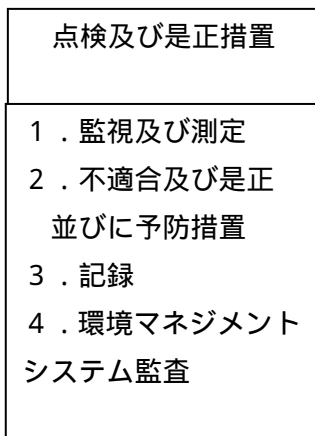 点検及び是正措置
1．監視及び測定
2．不適合及び是正
並びに予防措置
3．記録
4．環境マネジメント
システム監査